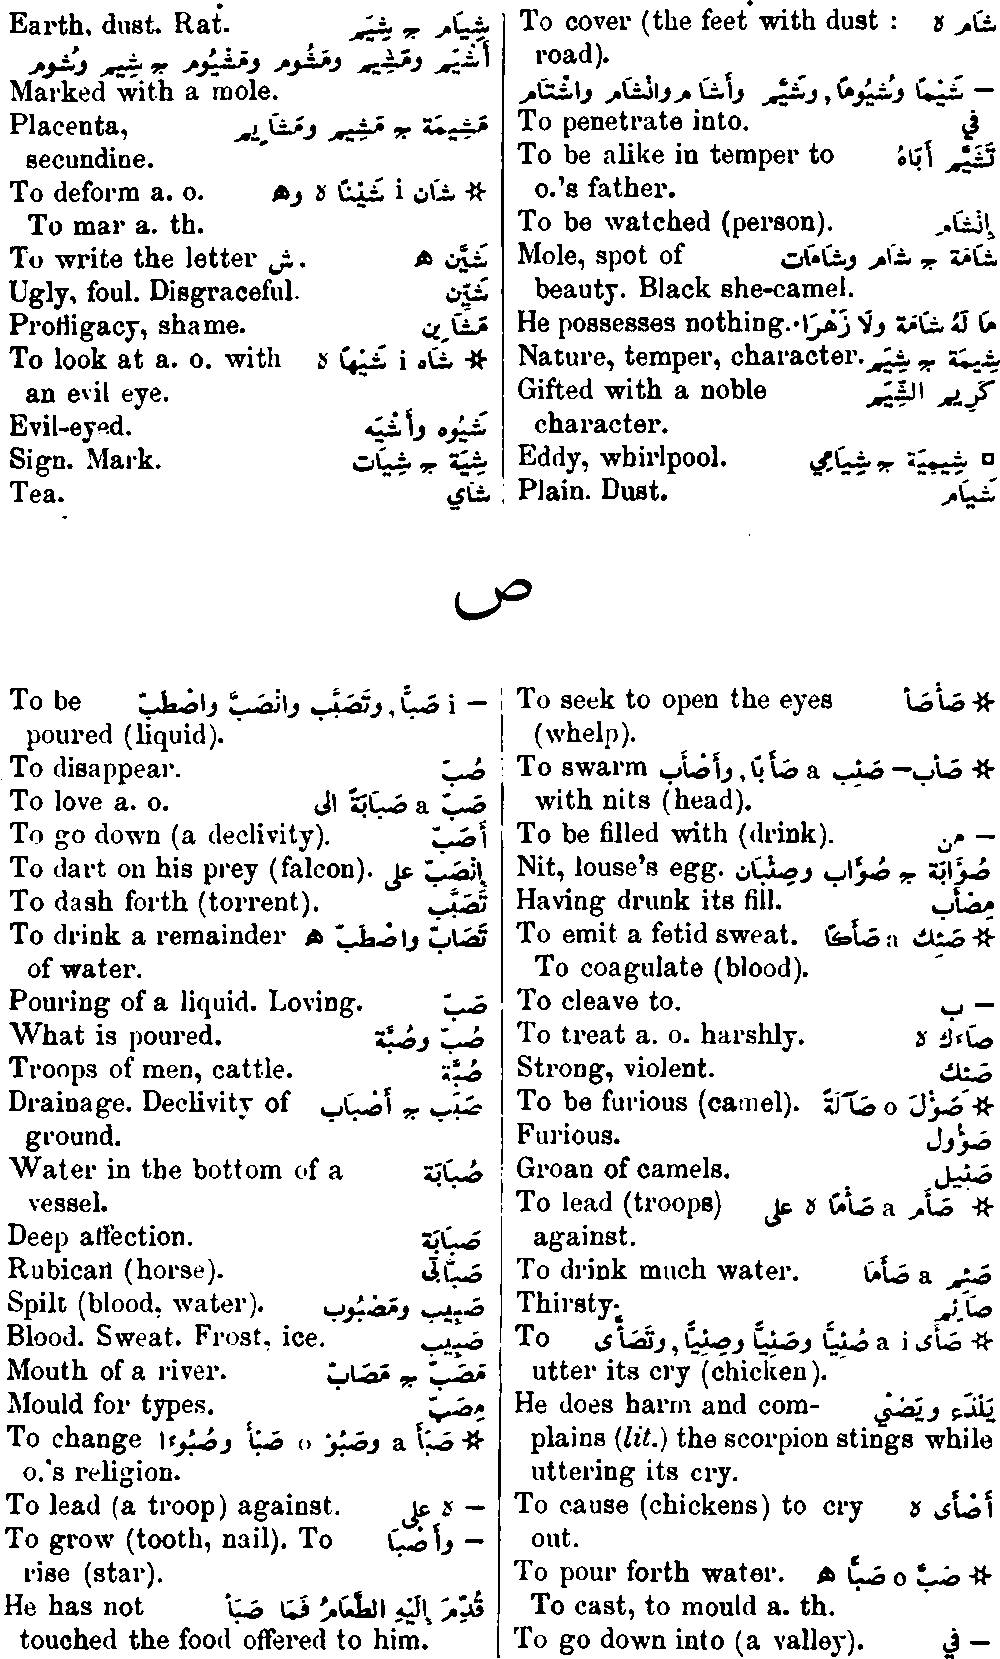 To cover (the feet with dust : شَام ه
road).
— شَيْمًا وشُيُومًا, وشَيَّم وأَشَام وانْشَام واشْتَام
To penetrate into. في
To be alike in temper to تَشَيَّم أَبَاهُ
o.'s father.
To be watched (person). إِنْشَام
Mole, spot of شَامَة ج شَام وشَامَات
beauty. Black she-camel.
He possesses nothing. مَا لَهُ شَامَة ولَا زَهْرَاء
Nature, temper, character. شِيمَة ج شِيَم
Gifted with a noble كَرِيم الشِّيَم
character.
Eddy, whirlpool. شِيمِيَّة ج شِيَامِي
Plain. Dust. شَيَام
Earth, dust. Rat. شِيَام ج شِيَم
أَشْيَم ومَشِيم ومَشُوم ومَشْيُوم ج شِيم وشُوم
Marked with a mole.
Placenta, مَشِيمَة ج مَشِيم ومَشَايِم
secundine.
To deform a. o. ✲ شَان i شَيْنًا ه وهـ
To mar a. th.
To write the letter ش. شَيَّن هـ
Ugly, foul. Disgraceful. شَيِّن
Profligacy, shame. مَشَايِن
To look at a. o. with ✲ شَاه i شَيْهًا ه
an evil eye.
Evil-eyed. شَيُوه وأَشْيَه
Sign. Mark. شِيَة ج شِيَات
Tea. شَاي
ص
To seek to open the eyes ✲ صَأْصَأَ
(whelp).
To swarm ✲ صَأَب – صَئِب a صَأَبًا, وأَصْأَب
with nits (head).
To be filled with (drink). — من
Nit, louse's egg. صُؤَابَة ج صُؤَاب وصِئْبَان
Having drunk its fill. مِصْأَب
To emit a fetid sweat. ✲ صَئِك a صَأَكًا
To coagulate (blood).
To cleave to. — ب
To treat a. o. harshly. صَاءَك ه
Strong, violent. صَئِك
To be furious (camel). ✲ صَؤُلَ o صَآلَةً
Furious. صَؤُول
Groan of camels. صَئِيل
To lead (troops) ✲ صَأَم a صَأْمًا ه على
against.
To drink much water. صَئِم a صَأَمًا
Thirsty. صَائِم
To ✲ صَأَى a i صُئِيًّا وصَئِيًّا وصِئِيًّا, وتَصَأَّى
utter its cry (chicken).
He does harm and com- يَلْدَغ ويَصْئِي
plains (lit.) the scorpion stings while
uttering its cry.
To cause (chickens) to cry أَصْأَى ه
out.
To pour forth water. ✲ صَبَّ o صَبًّا هـ
To cast, to mould a. th.
To go down into (a valley). — في
To be — i صَبًّا, وتَصَبَّب وانْصَبَّ واصْطَبّ
poured (liquid).
To disappear. صُبّ
To love a. o. صَبَّ a صَبَابَةً الى
To go down (a declivity). أَصَبّ
To dart on his prey (falcon). إِنْصَبّ على
To dash forth (torrent). تَصَبَّب
To drink a remainder تَصَابّ واصْطَبّ هـ
of water.
Pouring of a liquid. Loving. صَبّ
What is poured. صُبّ وصُبَّة
Troops of men, cattle. صُبَّة
Drainage. Declivity of صَبَب ج أَصْبَاب
ground.
Water in the bottom of a صُبَابَة
vessel.
Deep affection. صَبَابَة
Rubican (horse). صَبَابِيّ
Spilt (blood, water). صَبِيب ومَصْبُوب
Blood. Sweat. Frost, ice. صَبِيب
Mouth of a river. مَصَبّ ج مَصَابّ
Mould for types. مِصَبّ
To change ✲ صَبَأَ a وصَبُؤَ o صَبْأً وصُبُوءًا
o.'s religion.
To lead (a troop) against. — ه على
To grow (tooth, nail). To — وأَصْبَأَ
rise (star).
He has not قُدِّمَ إِلَيْهِ الطَّعَامُ فَمَا صَبَأَ
touched the food offered to him.